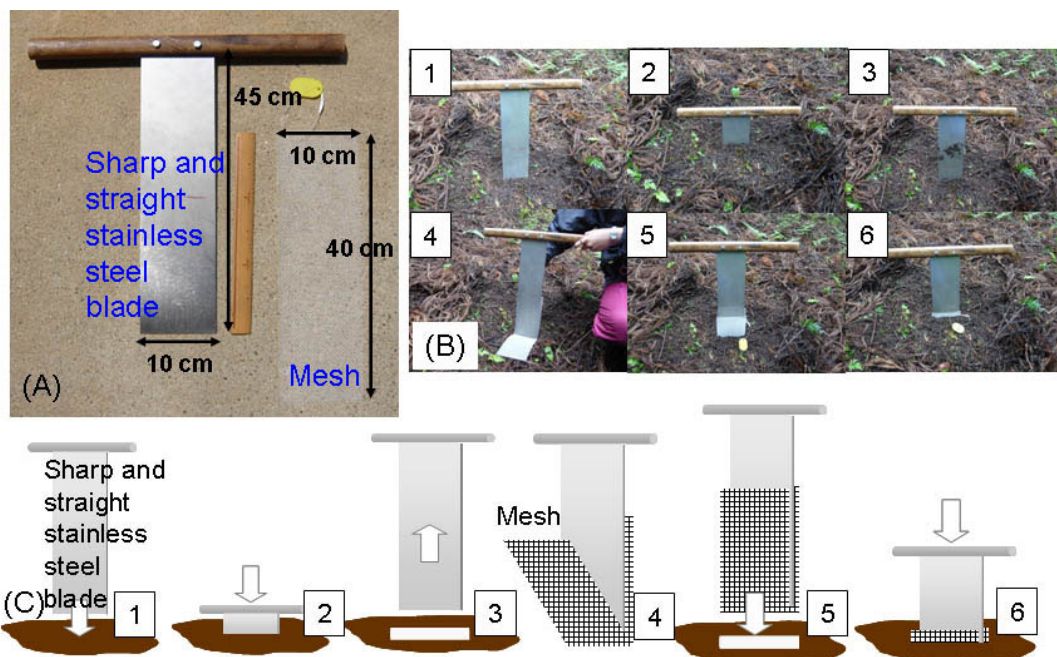 45 cm
Sharp and
straight
stainless
steel
blade
10 cm
10 cm
40 cm
Mesh
(A)
1
2
3
4
5
6
(B)
Sharp and
straight
stainless
steel
blade
Mesh
(C)
1
2
3
4
5
6